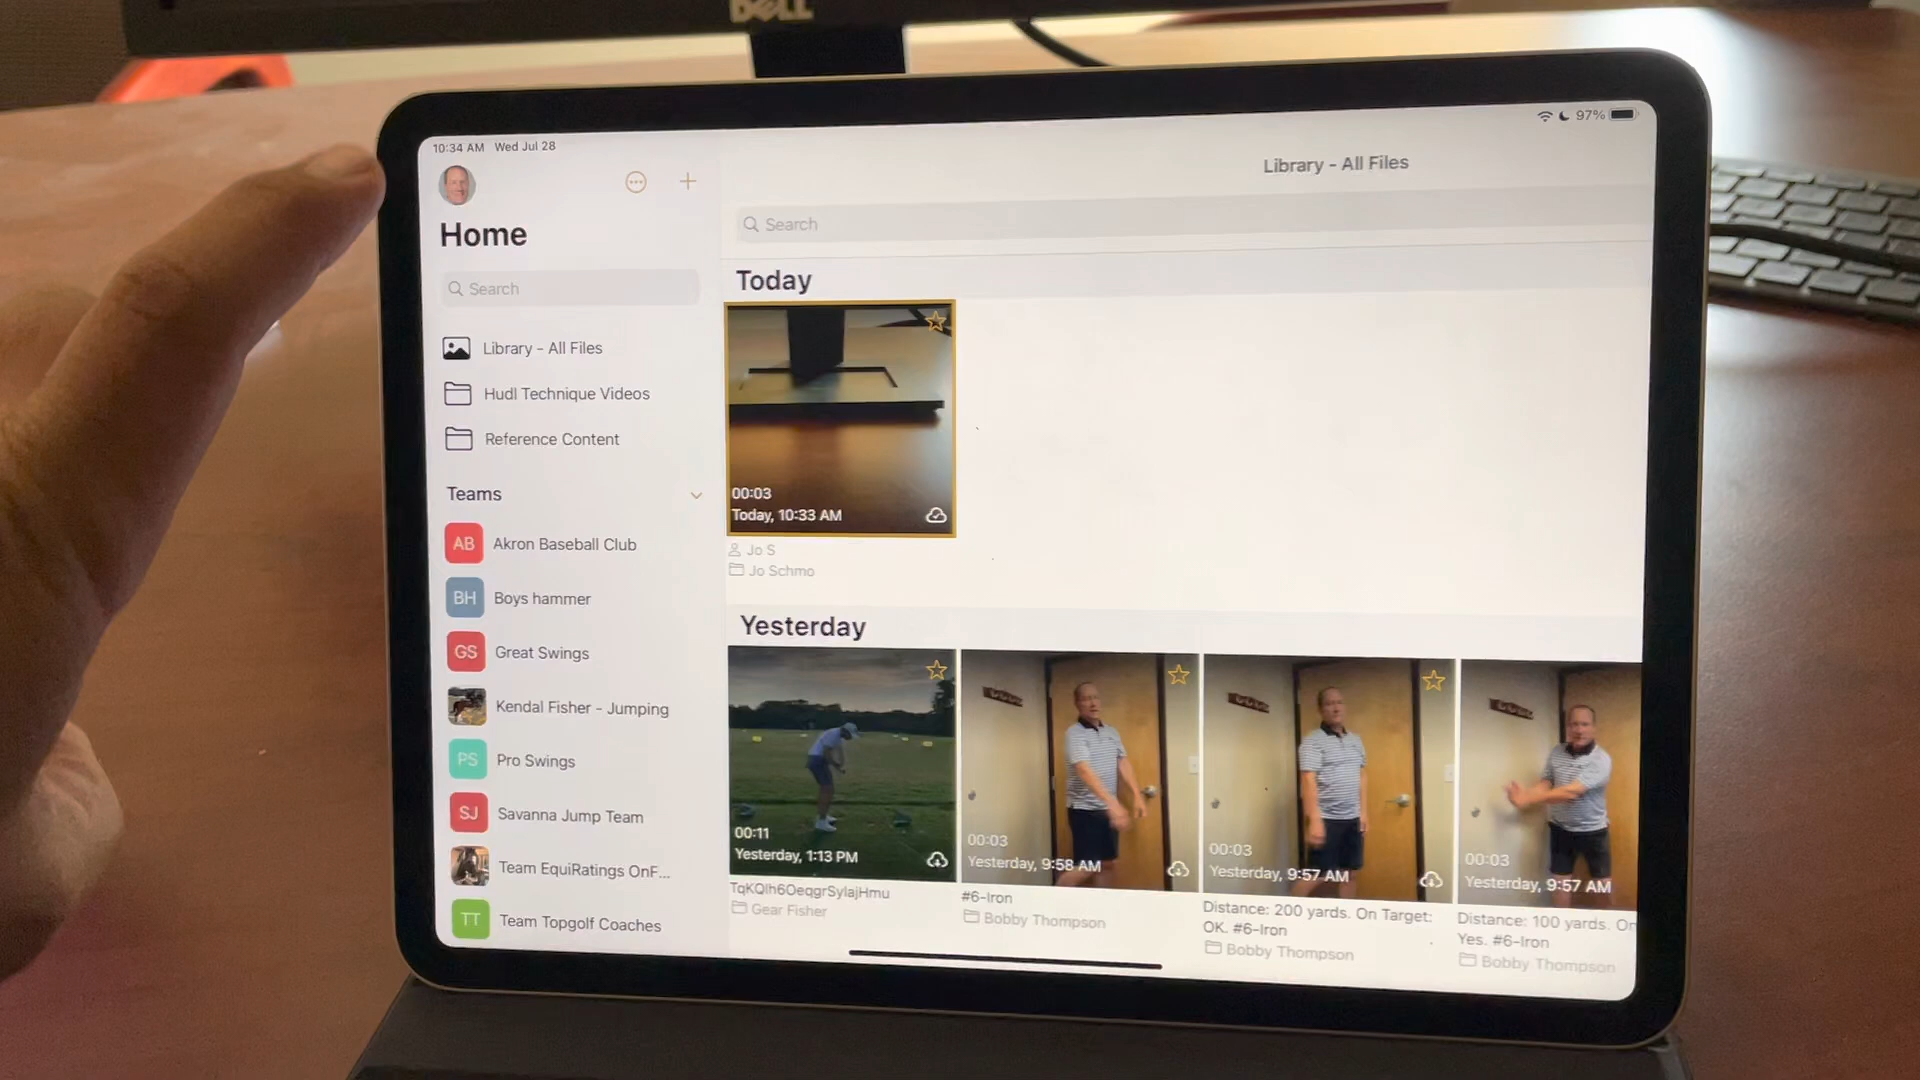 DELL
10:34 AM Wed Jul 28
97%
Home
Search
Library - All Files
Hudl Technique Videos
Reference Content
Teams
AB Akron Baseball Club
BH Boys hammer
GS Great Swings
Kendal Fisher - Jumping
PS Pro Swings
SJ Savanna Jump Team
Team EquiRatings OnF...
TT Team Topgolf Coaches
Library - All Files
Search
Today
00:03
Today, 10:33 AM
Jo S
Jo Schmo
Yesterday
00:11
Yesterday, 1:13 PM
TqKQlh6OeqgrSylajHmu
Gear Fisher
00:03
Yesterday, 9:58 AM
#6-Iron
Bobby Thompson
00:03
Yesterday, 9:57 AM
Distance: 200 yards. On Target:
OK. #6-Iron
Bobby Thompson
00:03
Yesterday, 9:57 AM
Distance: 100 yards. On
Yes. #6-Iron
Bobby Thompson